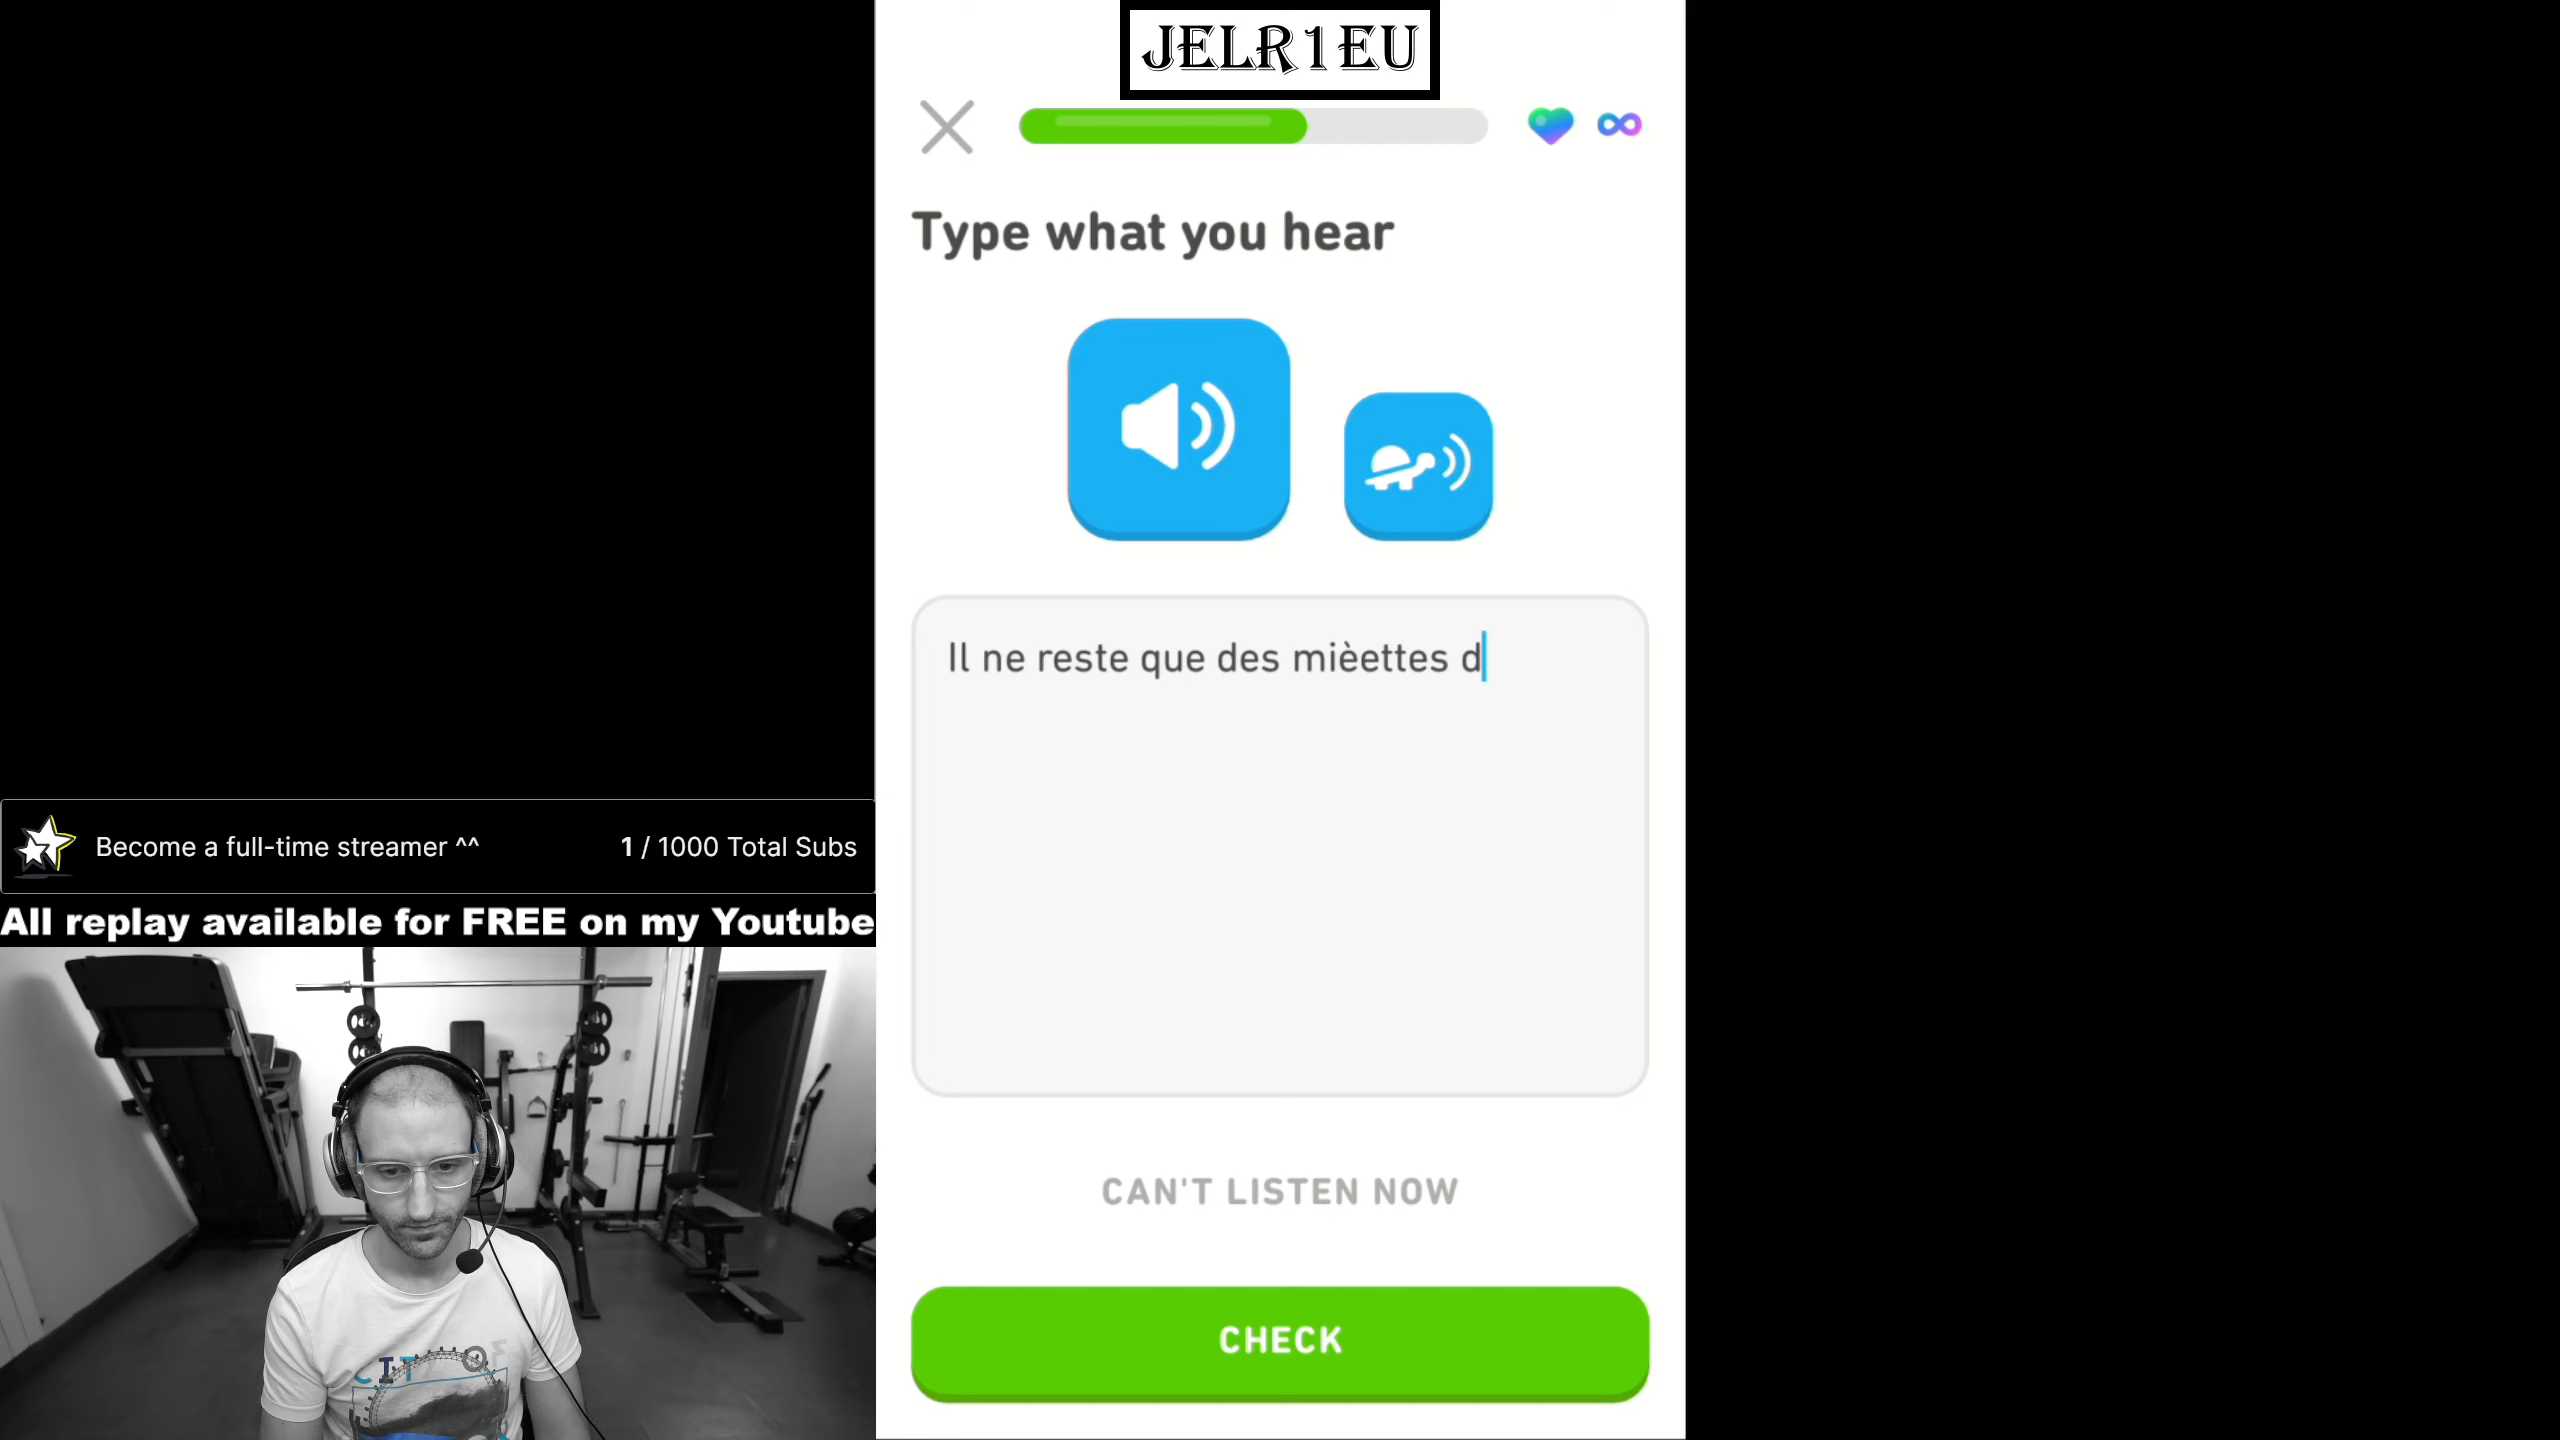 JELR1EU
Type what you hear
Il ne reste que des mièettes d
CAN'T LISTEN NOW
CHECK
Become a full-time streamer ^^
1 / 1000 Total Subs
All replay available for FREE on my Youtube